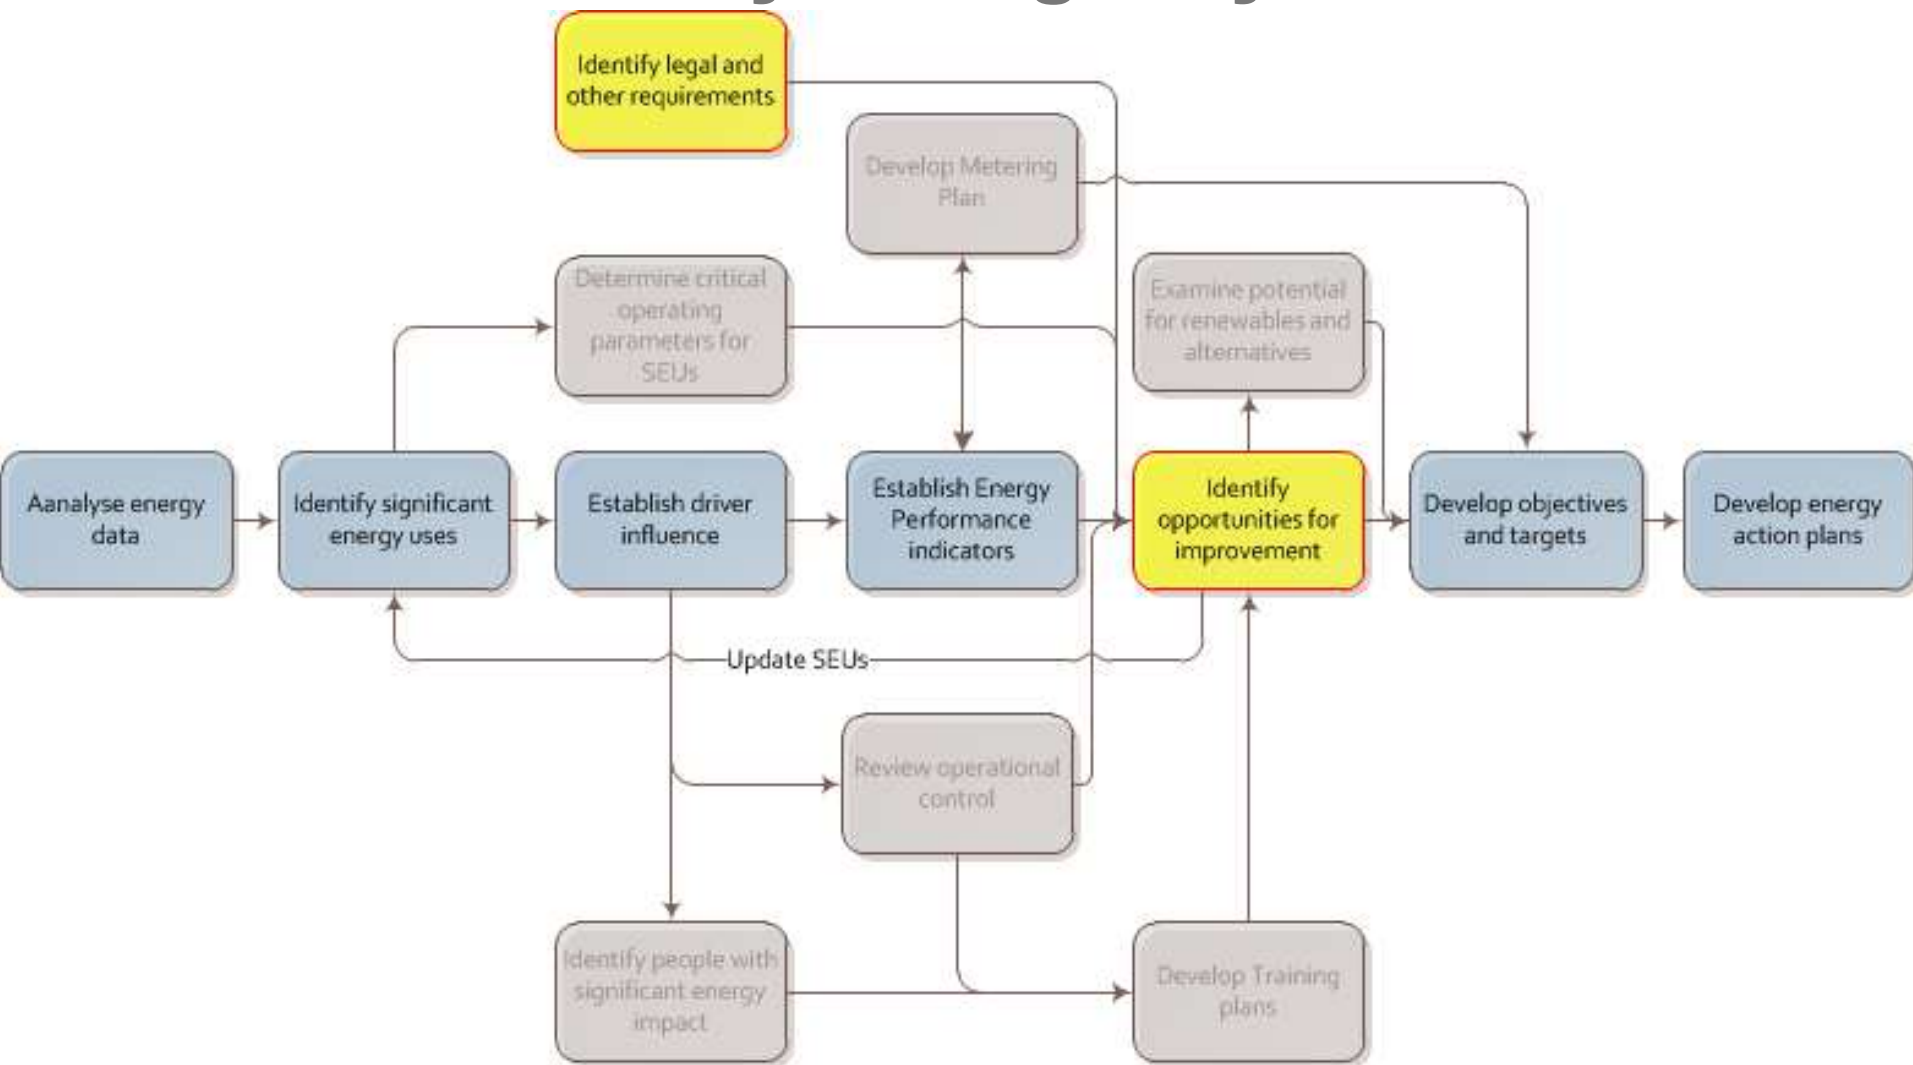 Identify legal and
other requirements
Develop Metering
Plan
Determine critical
operating
parameters for
SEUs
Examine potential
for renewables and
alternatives
Aanalyse energy
data
Identify significant
energy uses
Establish driver
influence
Establish Energy
Performance
indicators
Identify
opportunities for
improvement
Develop objectives
and targets
Develop energy
action plans
Update SEUs
Review operational
control
Identify people with
significant energy
impact
Develop Training
plans